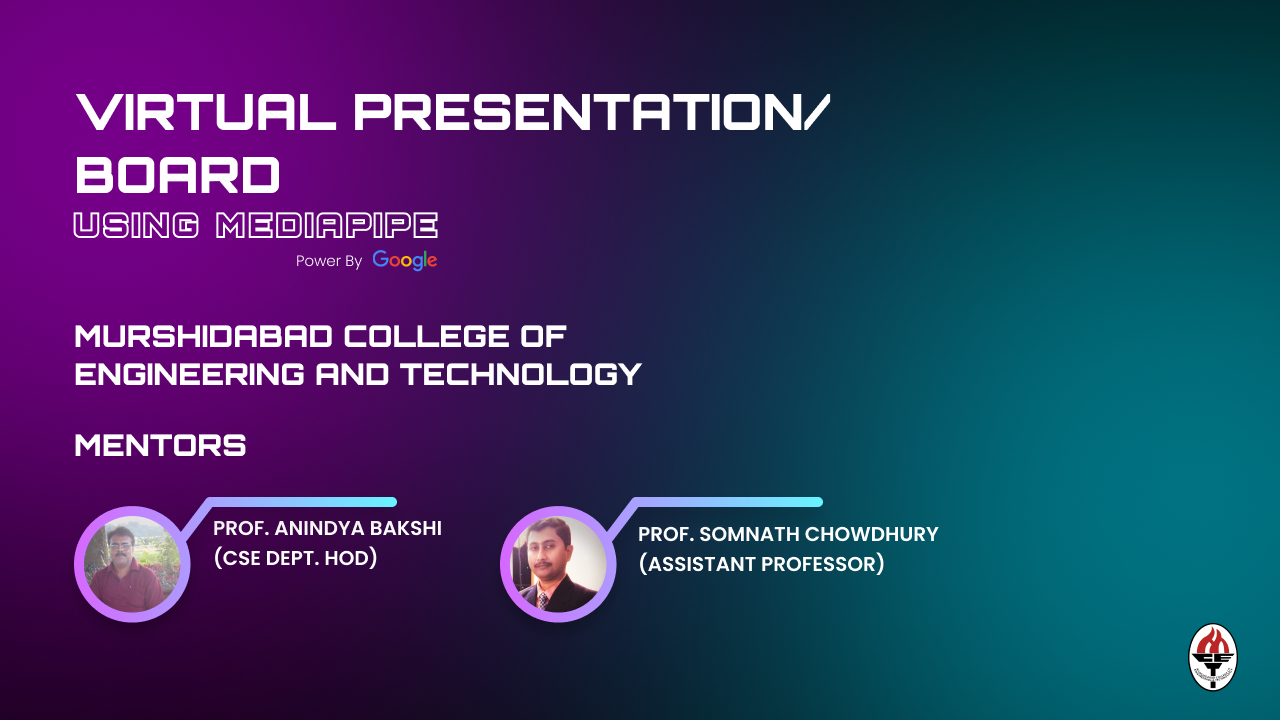 VIRTUAL PRESENTATION/
BOARD
USING MEDIAPIPE
Power By Google
MURSHIDABAD COLLEGE OF
ENGINEERING AND TECHNOLOGY
MENTORS
PROF. ANINDYA BAKSHI
(CSE DEPT. HOD)
PROF. SOMNATH CHOWDHURY
(ASSISTANT PROFESSOR)